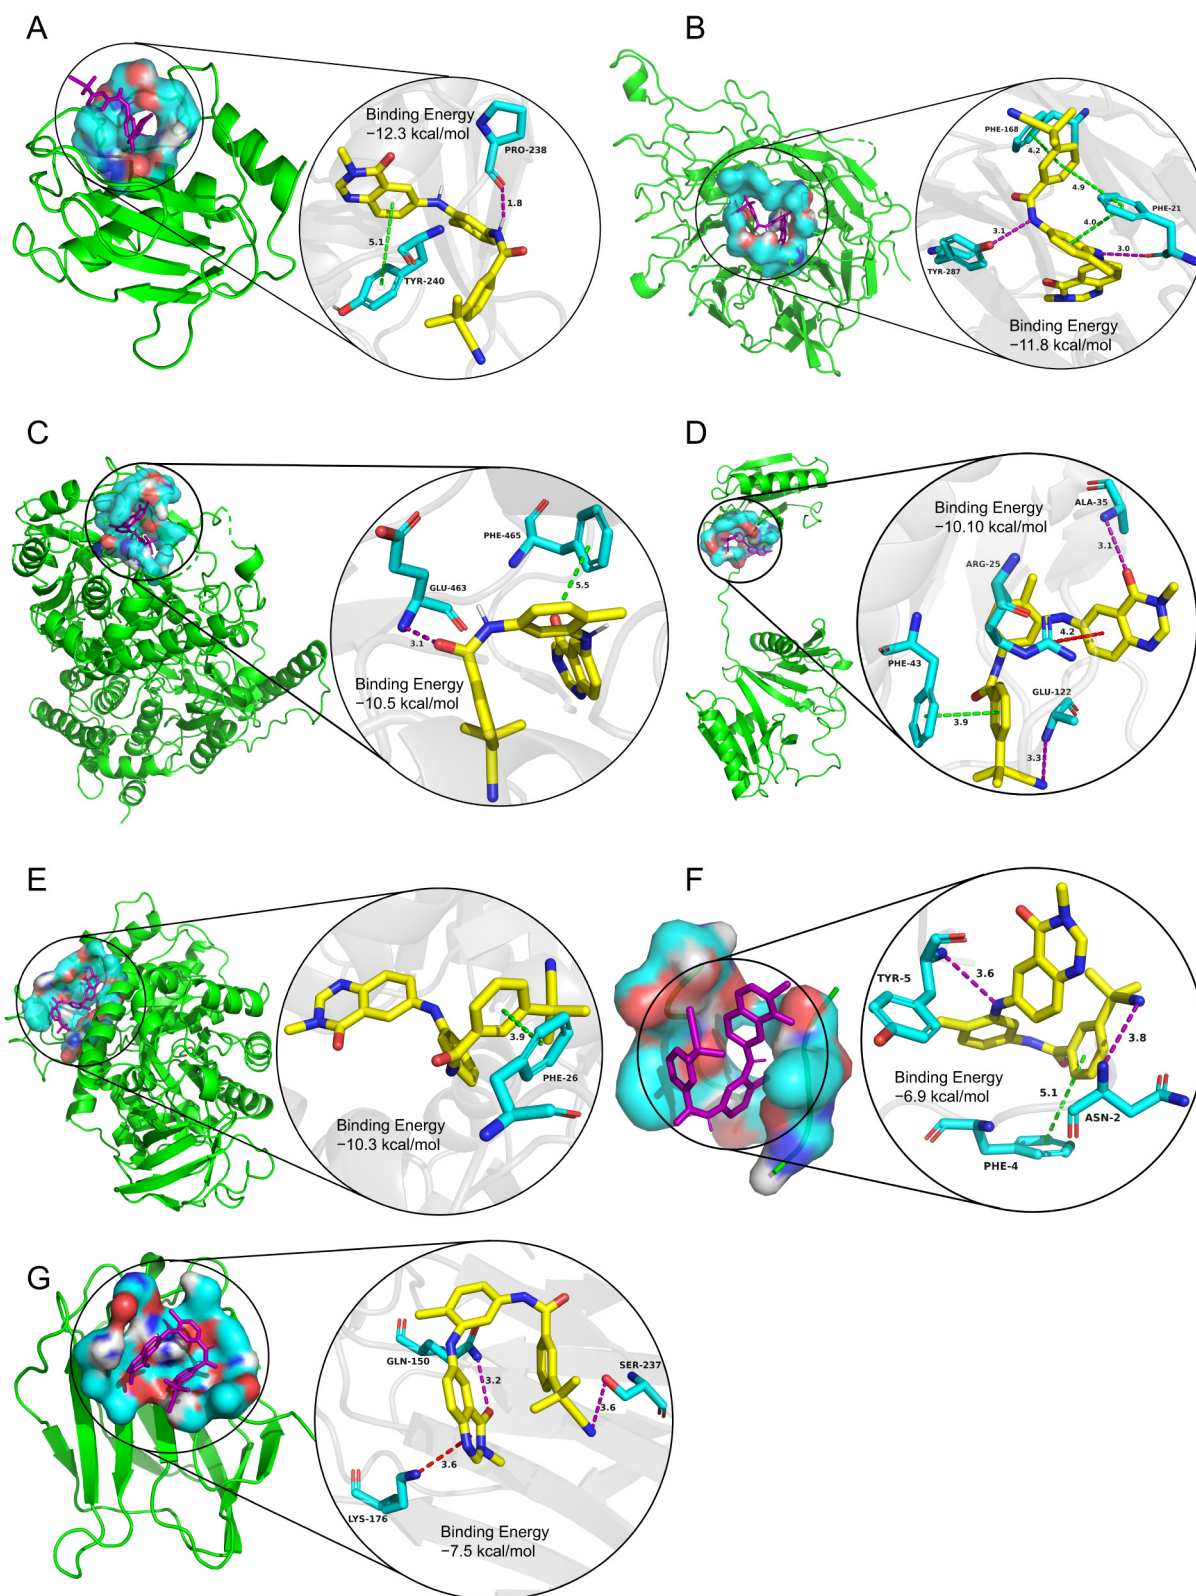 A
Binding Energy
−12.3 kcal/mol
PRO-238
1.8
5.1
TYR-240
B
PHE-168
4.2
4.9
PHE-21
4.0
3.1
3.0
TYR-287
Binding Energy
−11.8 kcal/mol
C
PHE-465
5.5
GLU-463
3.1
Binding Energy
−10.5 kcal/mol
D
Binding Energy
−10.10 kcal/mol
ALA-35
3.1
ARG-25
4.2
PHE-43
GLU-122
3.9
3.3
E
3.9
PHE-26
Binding Energy
−10.3 kcal/mol
F
TYR-5
3.6
3.8
Binding Energy
−6.9 kcal/mol
5.1
ASN-2
PHE-4
G
GLN-150
3.2
SER-237
3.6
3.6
LYS-176
Binding Energy
−7.5 kcal/mol